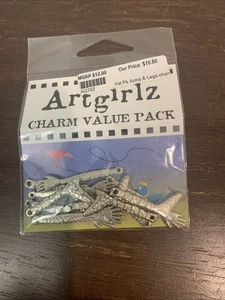 MSRP $12.00
Our Price: $10.80
Val Pk Arms & Legs charm
Artgirlz
CHARM VALUE PACK